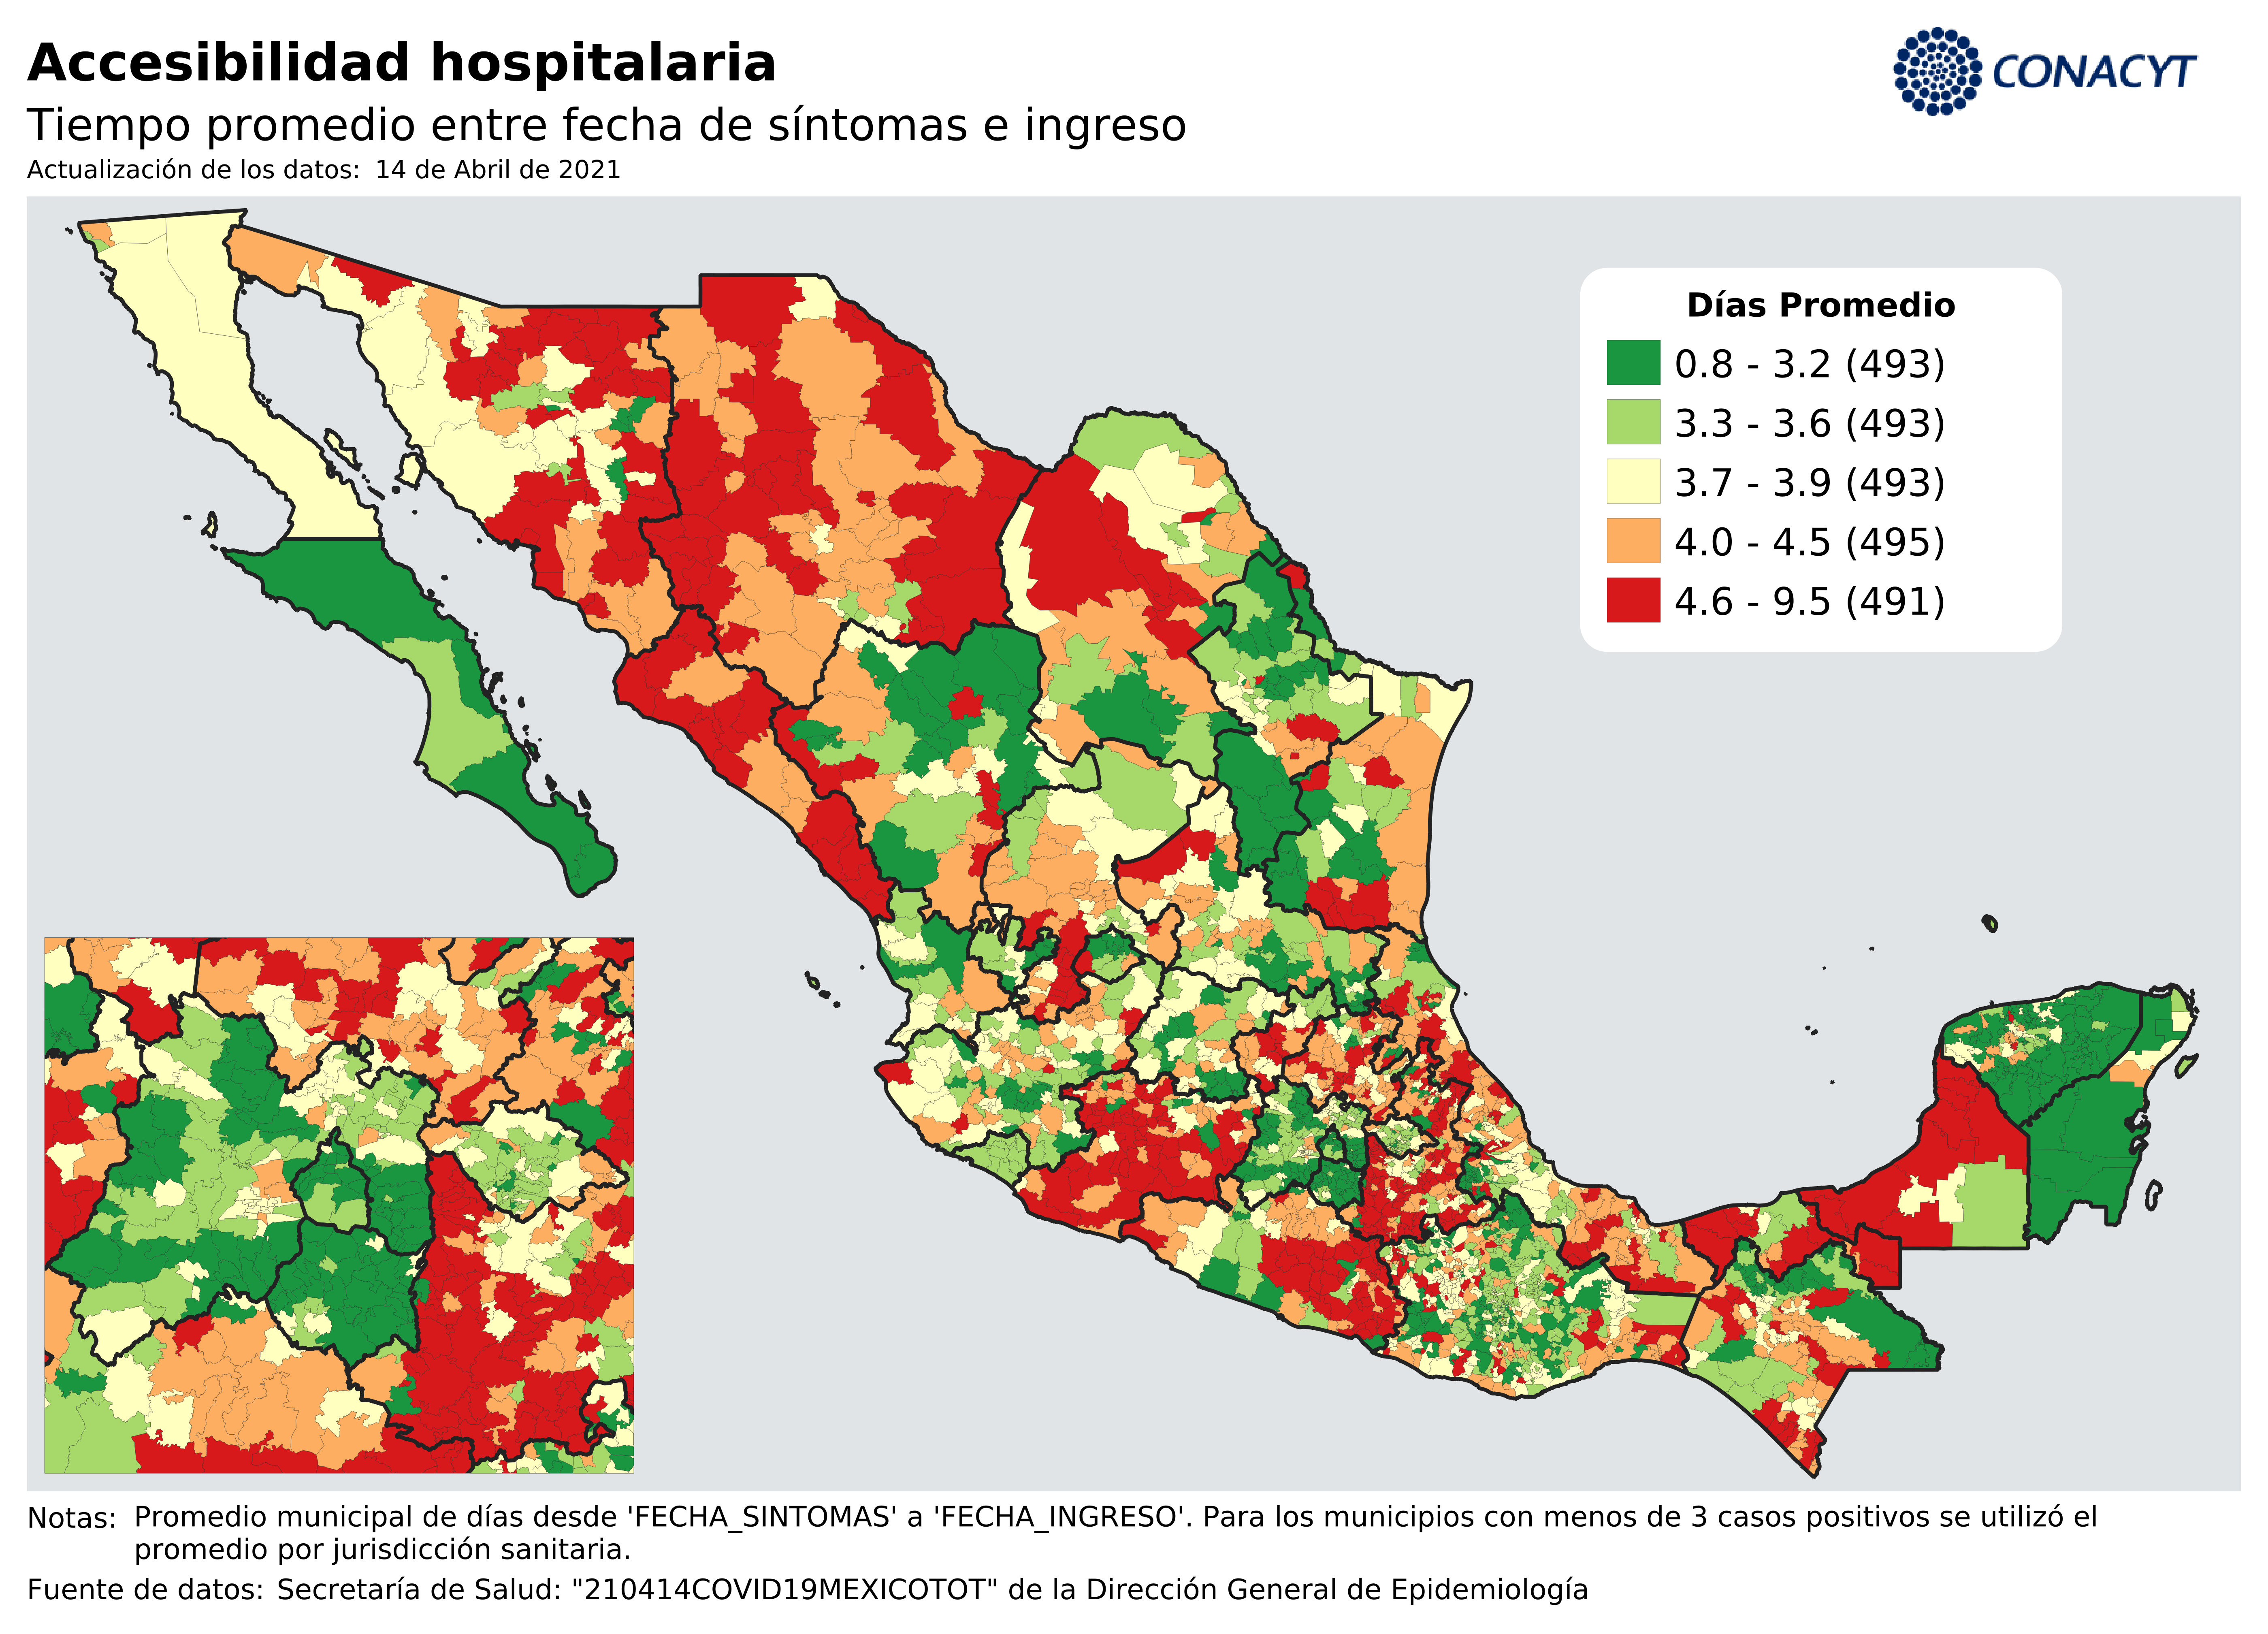 Accesibilidad hospitalaria
CONACYT
Tiempo promedio entre fecha de síntomas e ingreso
Actualización de los datos: 14 de Abril de 2021
Días Promedio
0.8 - 3.2 (493)
3.3 - 3.6 (493)
3.7 - 3.9 (493)
4.0 - 4.5 (495)
4.6 - 9.5 (491)
Notas: Promedio municipal de días desde 'FECHA_SINTOMAS' a 'FECHA_INGRESO'. Para los municipios con menos de 3 casos positivos se utilizó el
promedio por jurisdicción sanitaria.
Fuente de datos: Secretaría de Salud: "210414COVID19MEXICOTOT" de la Dirección General de Epidemiología